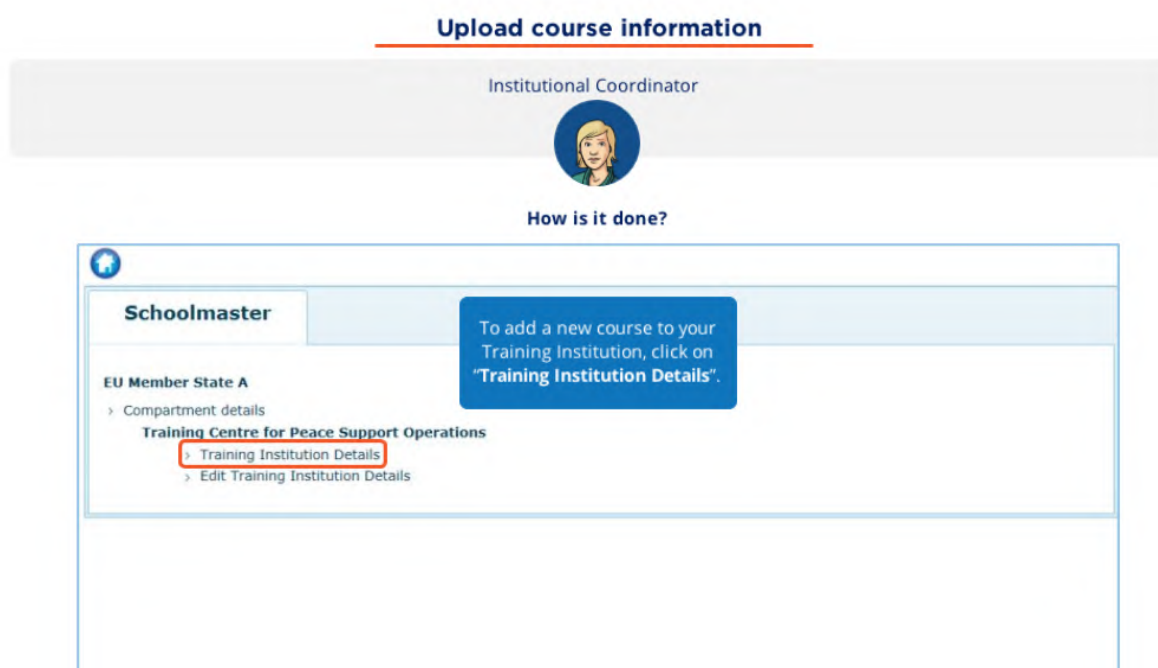 Upload course information
Institutional Coordinator
How is it done?
Schoolmaster
To add a new course to your
Training Institution, click on
"Training Institution Details".
EU Member State A
› Compartment details
Training Centre for Peace Support Operations
› Training Institution Details
› Edit Training Institution Details